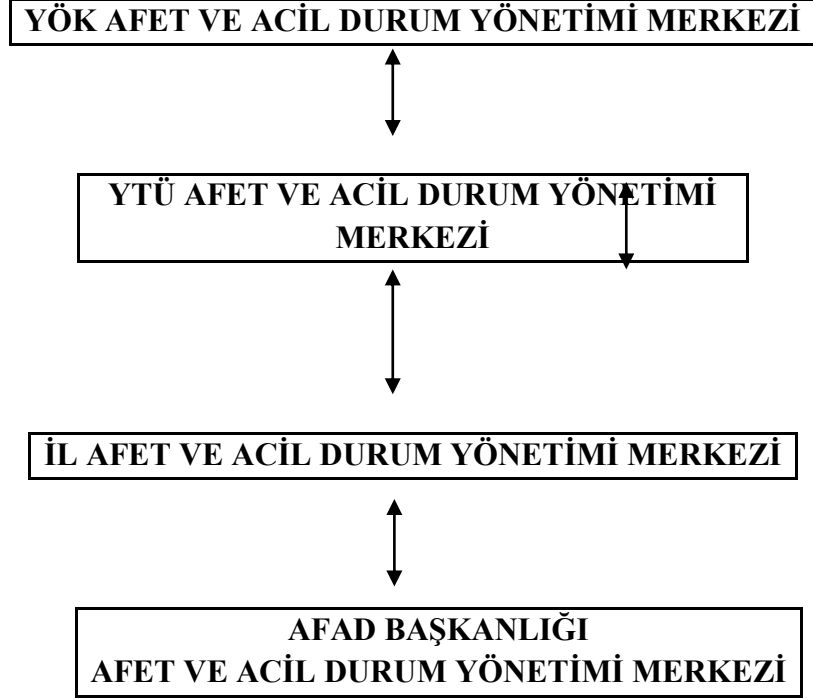 YÖK AFET VE ACİL DURUM YÖNETİMİ MERKEZİ
YTÜ AFET VE ACİL DURUM YÖNETİMİ
MERKEZİ
İL AFET VE ACİL DURUM YÖNETİMİ MERKEZİ
AFAD BAŞKANLIĞI
AFET VE ACİL DURUM YÖNETİMİ MERKEZİ